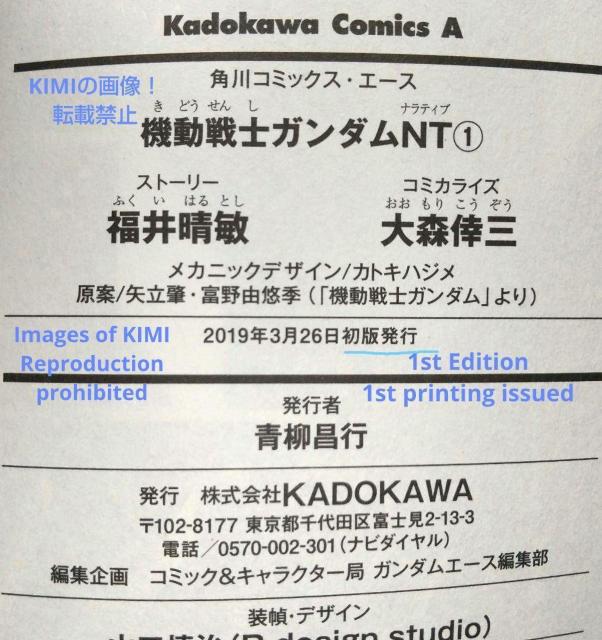 Kadokawa Comics A
KIMIの画像！
転載禁止
角川コミックス・エース
き どう せん し
ナラティブ
機動戦士ガンダムNT①
ストーリー
コミカライズ
ふく い はる とし
おお もり こう ぞう
福井晴敏
大森倖三
メカニックデザイン/カトキハジメ
原案/矢立肇・富野由悠季(「機動戦士ガンダム」より)
Images of KIMI
Reproduction
prohibited
2019年3月26日初版発行
1st Edition
1st printing issued
発行者
青柳昌行
発行 株式会社KADOKAWA
〒102-8177 東京都千代田区富士見2-13-3
電話/0570-002-301(ナビダイヤル)
編集企画 コミック&キャラクター局 ガンダムエース編集部
装幀・デザイン
design studio)